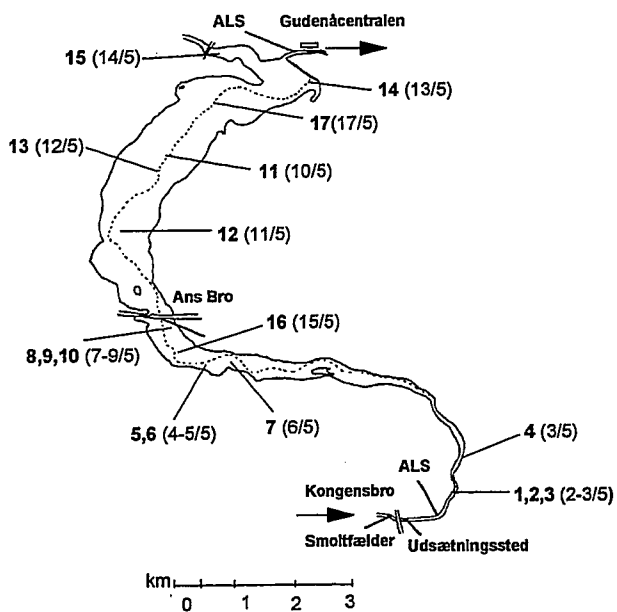 ALS
Gudenåcentralen
15 (14/5)
14 (13/5)
17(17/5)
13 (12/5)
11 (10/5)
12 (11/5)
Ans Bro
16 (15/5)
8,9,10 (7-9/5)
5,6 (4-5/5)
7 (6/5)
4 (3/5)
ALS
Kongensbro
1,2,3 (2-3/5)
Smoltfælder
Udsætningssted
km
0 1 2 3